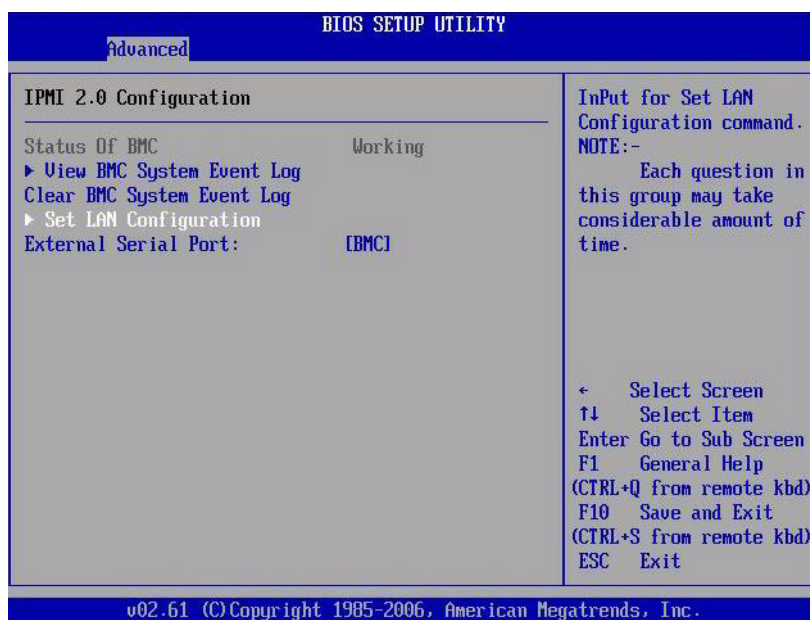 BIOS SETUP UTILITY
Advanced
IPMI 2.0 Configuration
Status Of BMC Working
▶ View BMC System Event Log
Clear BMC System Event Log
▶ Set LAN Configuration
External Serial Port: [BMC]
InPut for Set LAN
Configuration command.
NOTE:-
Each question in
this group may take
considerable amount of
time.
← Select Screen
↑↓ Select Item
Enter Go to Sub Screen
F1 General Help
(CTRL+Q from remote kbd)
F10 Save and Exit
(CTRL+S from remote kbd)
ESC Exit
v02.61 (C)Copyright 1985-2006, American Megatrends, Inc.